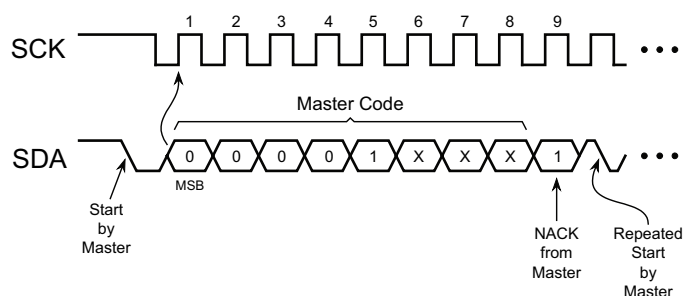 1 2 3 4 5 6 7 8 9
SCK
Master Code
SDA
0 0 0 0 1 X X X 1
MSB
Start
by
Master
NACK
from
Master
Repeated
Start
by
Master